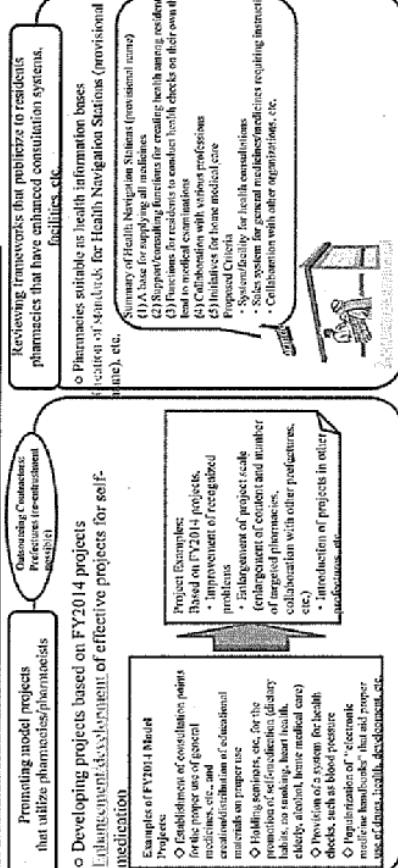 Promoting model projects
that utilize pharmacies/pharmacists
Outsourcing Contractors:
Prefectures (re-entrustment
possible)
◇ Developing projects based on FY2014 projects
Enhancement/development of effective projects for self-
medication
Examples of FY2014 Model
Projects:
◇ Establishment of consultation points
for the proper use of general
medicines, etc., and
creation/distribution of educational
materials on proper use
◇ Holding seminars, etc. for the
promotion of self-medication (dietary
habits, no smoking, heart health,
elderly, alcohol, home medical care)
◇ Provision of a system for health
checks, such as blood pressure
◇ Popularization of "electronic
medicine handbooks" that aid proper
use of drugs, health development, etc.
Project Examples:
Based on FY2014 projects,
・Improvement of recognized
problems
・Enlargement of project scale
(enlargement of content and number
of targeted pharmacies,
collaboration with other prefectures,
etc.)
・Introduction of projects in other
prefectures, etc.
Reviewing frameworks that publicize to residents
pharmacies that have enhanced consultation systems,
facilities, etc.
◇ Pharmacies suitable as health information bases
of standards for Health Navigation Stations (provisional
name), etc.
Summary of Health Navigation Stations (provisional name)
(1) A base for supplying all medicines
(2) Support/consulting functions for creating health among
(3) Functions for residents to conduct health checks on their own
lead to medical examinations
(4) Collaboration with various professions
(5) Initiatives for home medical care
Proposed Criteria
・System/facility for health consultations
・Sales system for general medicines/medicines requiring
・Collaboration with other organizations, etc.